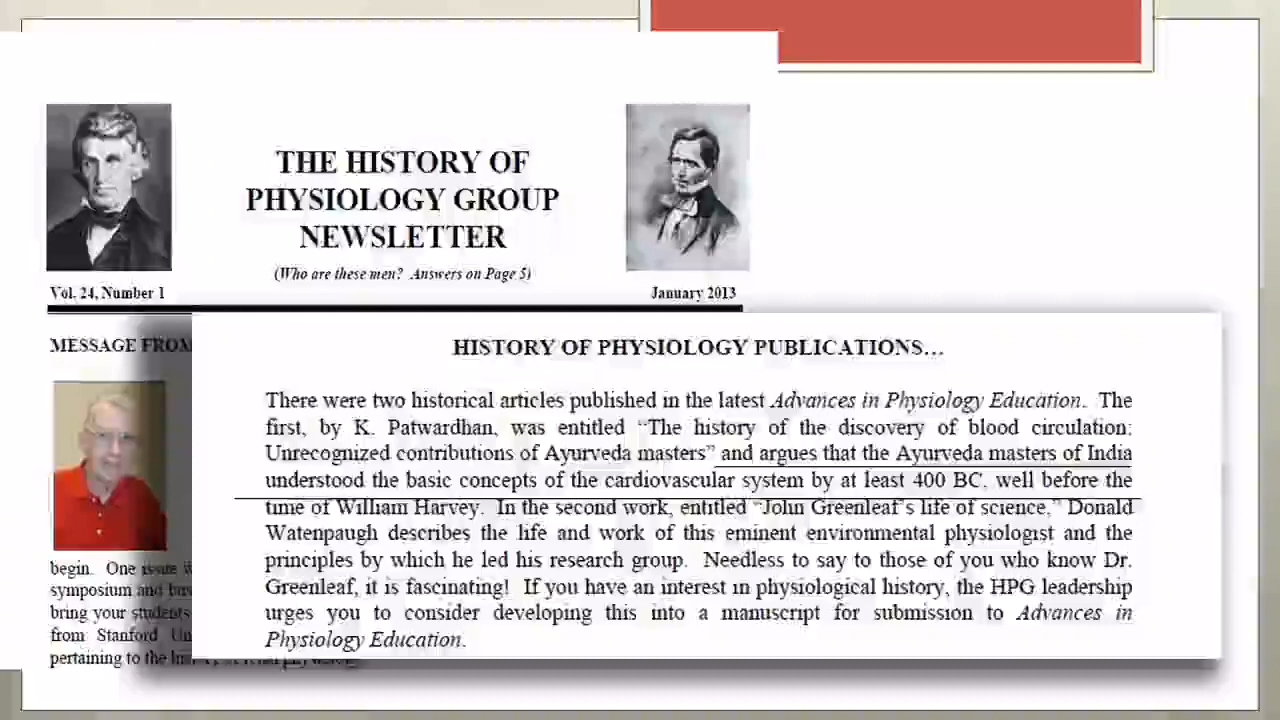 THE HISTORY OF
PHYSIOLOGY GROUP
NEWSLETTER
(Who are these men? Answers on Page 5)
Vol. 24, Number 1
January 2013
MESSAGE FROM
HISTORY OF PHYSIOLOGY PUBLICATIONS…
There were two historical articles published in the latest Advances in Physiology Education. The
first, by K. Patwardhan, was entitled “The history of the discovery of blood circulation:
Unrecognized contributions of Ayurveda masters” and argues that the Ayurveda masters of India
understood the basic concepts of the cardiovascular system by at least 400 BC, well before the
time of William Harvey. In the second work, entitled “John Greenleaf’s life of science,” Donald
Watenpaugh describes the life and work of this eminent environmental physiologist and the
principles by which he led his research group. Needless to say to those of you who know Dr.
Greenleaf, it is fascinating! If you have an interest in physiological history, the HPG leadership
urges you to consider developing this into a manuscript for submission to Advances in
Physiology Education.
begin. One issue
symposium and
bring your students
from Stanford
pertaining to the